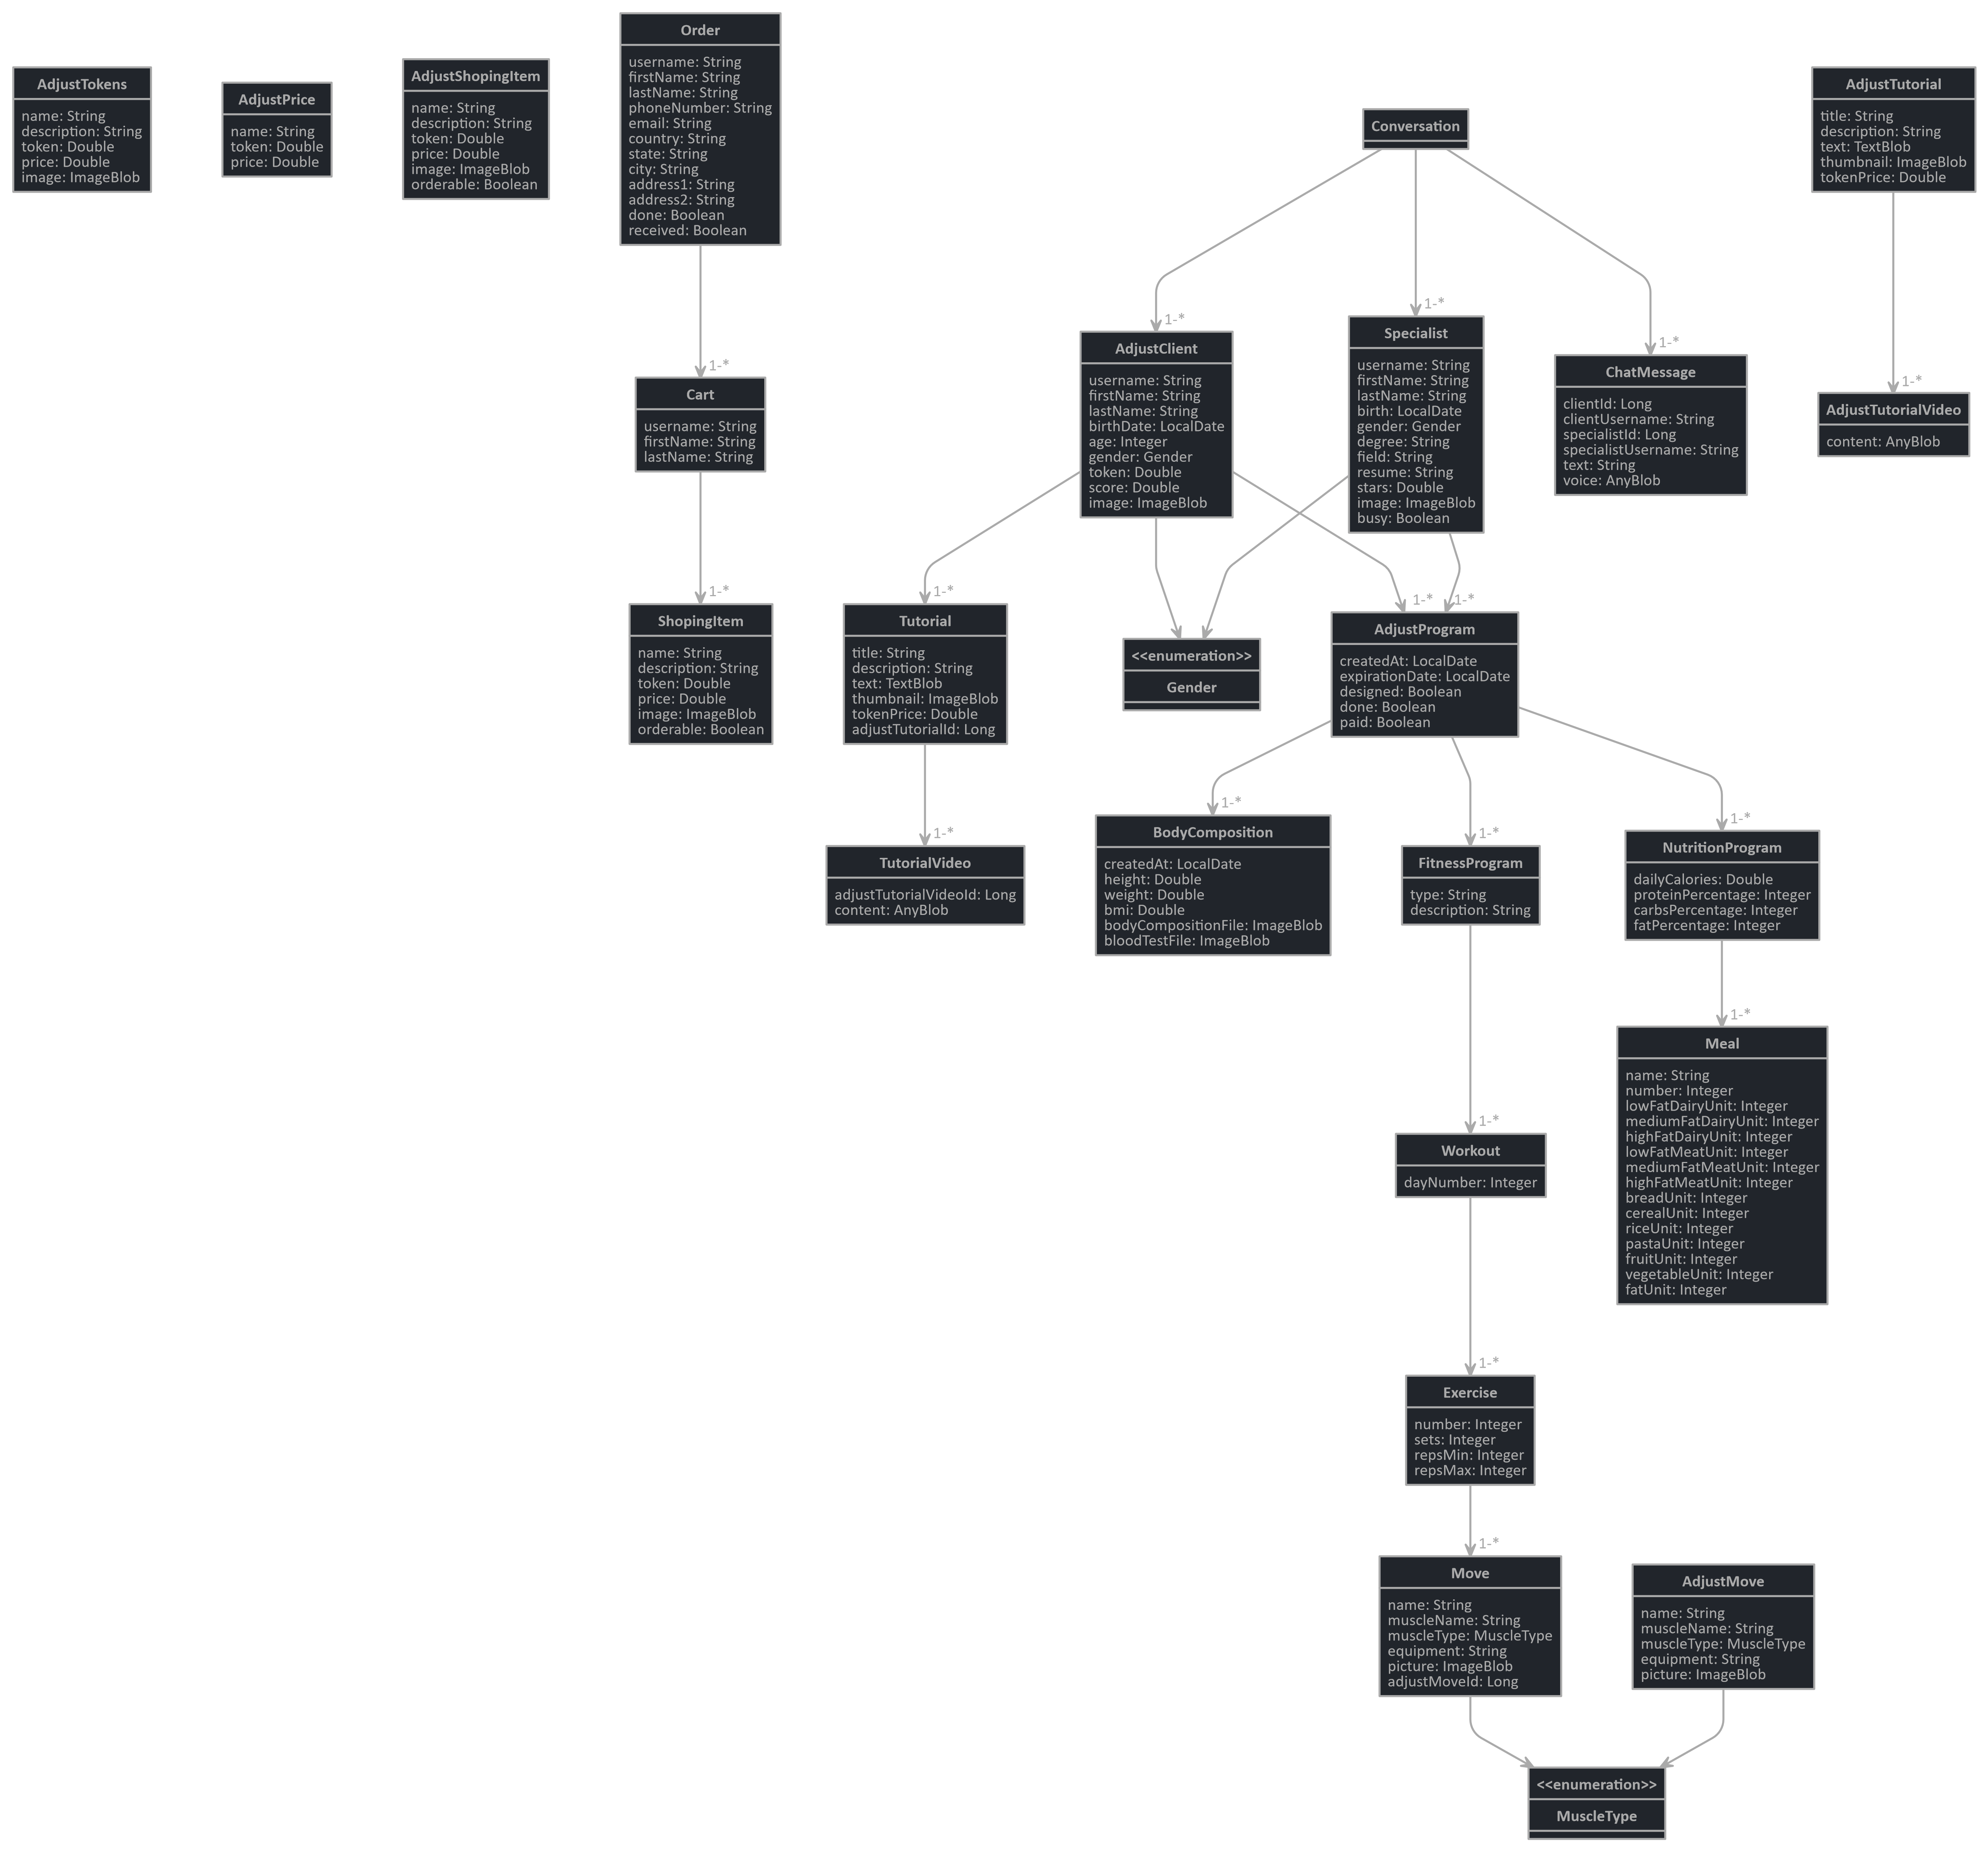 Order
username: String
firstName: String
lastName: String
phoneNumber: String
email: String
country: String
state: String
city: String
address1: String
address2: String
done: Boolean
received: Boolean
AdjustTokens
name: String
description: String
token: Double
price: Double
image: ImageBlob
AdjustPrice
name: String
token: Double
price: Double
AdjustShopingItem
name: String
description: String
token: Double
price: Double
image: ImageBlob
orderable: Boolean
Conversation
AdjustTutorial
title: String
description: String
text: TextBlob
thumbnail: ImageBlob
tokenPrice: Double
1-*
Cart
username: String
firstName: String
lastName: String
1-*
AdjustClient
username: String
firstName: String
lastName: String
birthDate: LocalDate
age: Integer
gender: Gender
token: Double
score: Double
image: ImageBlob
1-*
Specialist
username: String
firstName: String
lastName: String
birth: LocalDate
gender: Gender
degree: String
field: String
resume: String
stars: Double
image: ImageBlob
busy: Boolean
1-*
ChatMessage
clientId: Long
clientUsername: String
specialistId: Long
specialistUsername: String
text: String
voice: AnyBlob
1-*
AdjustTutorialVideo
content: AnyBlob
1-*
ShopingItem
name: String
description: String
token: Double
price: Double
image: ImageBlob
orderable: Boolean
1-*
Tutorial
title: String
description: String
text: TextBlob
thumbnail: ImageBlob
tokenPrice: Double
adjustTutorialId: Long
<<enumeration>>
Gender
1-*
1-*
AdjustProgram
createdAt: LocalDate
expirationDate: LocalDate
designed: Boolean
done: Boolean
paid: Boolean
1-*
TutorialVideo
adjustTutorialVideoId: Long
content: AnyBlob
1-*
BodyComposition
createdAt: LocalDate
height: Double
weight: Double
bmi: Double
bodyCompositionFile: ImageBlob
bloodTestFile: ImageBlob
1-*
FitnessProgram
type: String
description: String
1-*
NutritionProgram
dailyCalories: Double
proteinPercentage: Integer
carbsPercentage: Integer
fatPercentage: Integer
1-*
Meal
name: String
number: Integer
lowFatDairyUnit: Integer
mediumFatDairyUnit: Integer
highFatDairyUnit: Integer
lowFatMeatUnit: Integer
mediumFatMeatUnit: Integer
highFatMeatUnit: Integer
breadUnit: Integer
cerealUnit: Integer
riceUnit: Integer
pastaUnit: Integer
fruitUnit: Integer
vegetableUnit: Integer
fatUnit: Integer
1-*
Workout
dayNumber: Integer
1-*
Exercise
number: Integer
sets: Integer
repsMin: Integer
repsMax: Integer
1-*
Move
name: String
muscleName: String
muscleType: MuscleType
equipment: String
picture: ImageBlob
adjustMoveId: Long
AdjustMove
name: String
muscleName: String
muscleType: MuscleType
equipment: String
picture: ImageBlob
<<enumeration>>
MuscleType